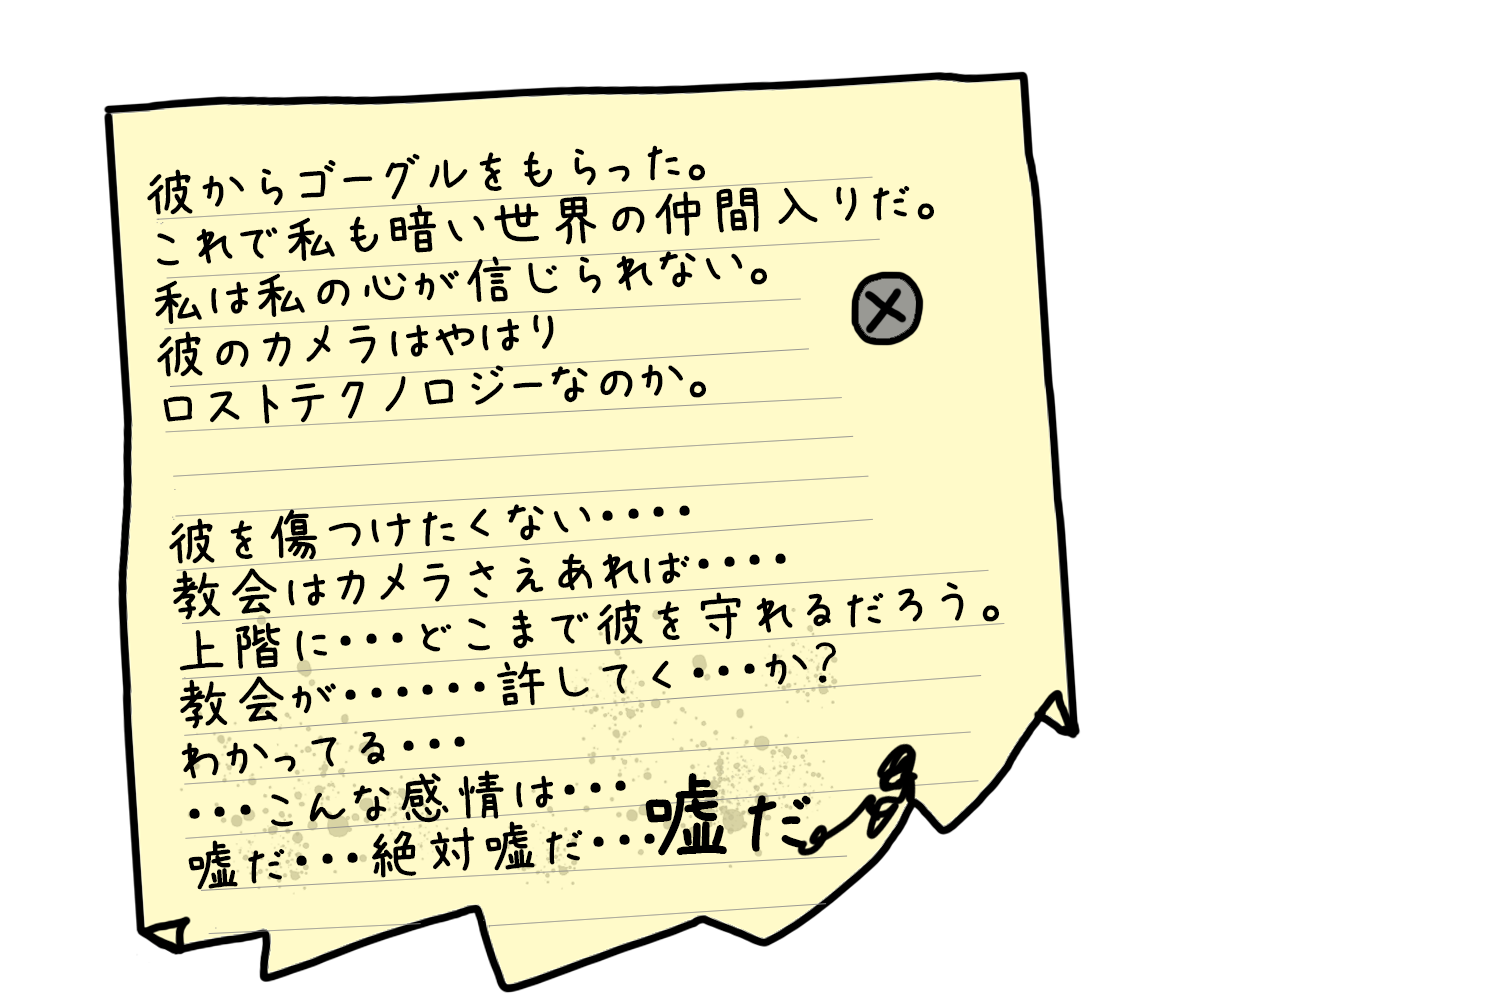 彼からゴーグルをもらった。
これで私も暗い世界の仲間入りだ。
私は私の心が信じられない。
彼のカメラはやはり
ロストテクノロジーなのか。
彼を傷つけたくない・・・・
教会はカメラさえあれば・・・・
上階に・・・どこまで彼を守れるだろう。
教会が・・・・・・許してく・・・か?
わかってる・・・
・・・こんな感情は・・・
嘘だ・・・絶対嘘だ・・・嘘だ